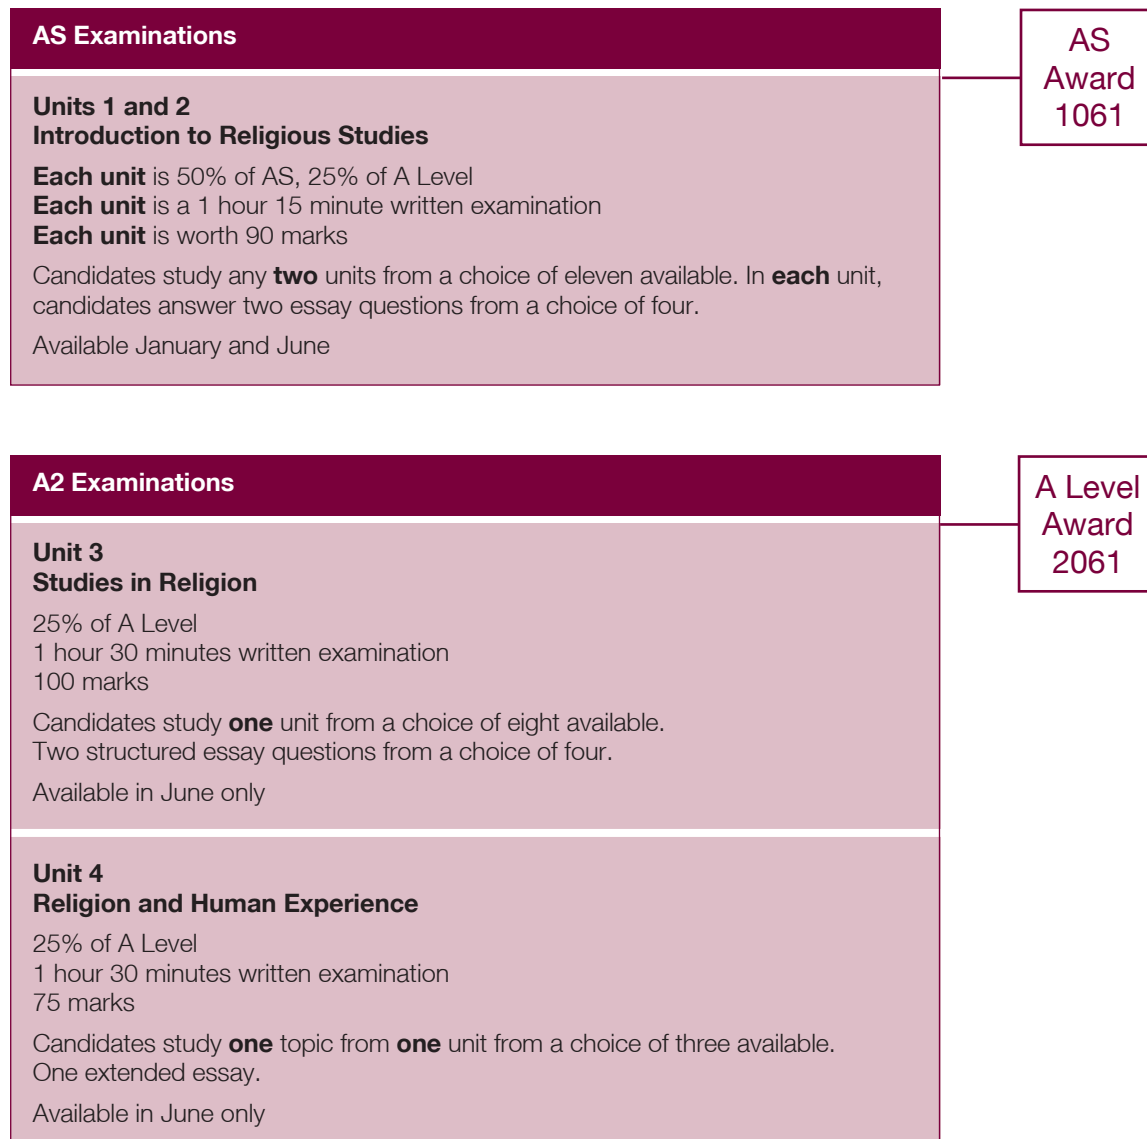 AS Examinations
AS
Award
1061
Units 1 and 2
Introduction to Religious Studies
Each unit is 50% of AS, 25% of A Level
Each unit is a 1 hour 15 minute written examination
Each unit is worth 90 marks
Candidates study any two units from a choice of eleven available. In each unit,
candidates answer two essay questions from a choice of four.
Available January and June
A2 Examinations
A Level
Award
2061
Unit 3
Studies in Religion
25% of A Level
1 hour 30 minutes written examination
100 marks
Candidates study one unit from a choice of eight available.
Two structured essay questions from a choice of four.
Available in June only
Unit 4
Religion and Human Experience
25% of A Level
1 hour 30 minutes written examination
75 marks
Candidates study one topic from one unit from a choice of three available.
One extended essay.
Available in June only